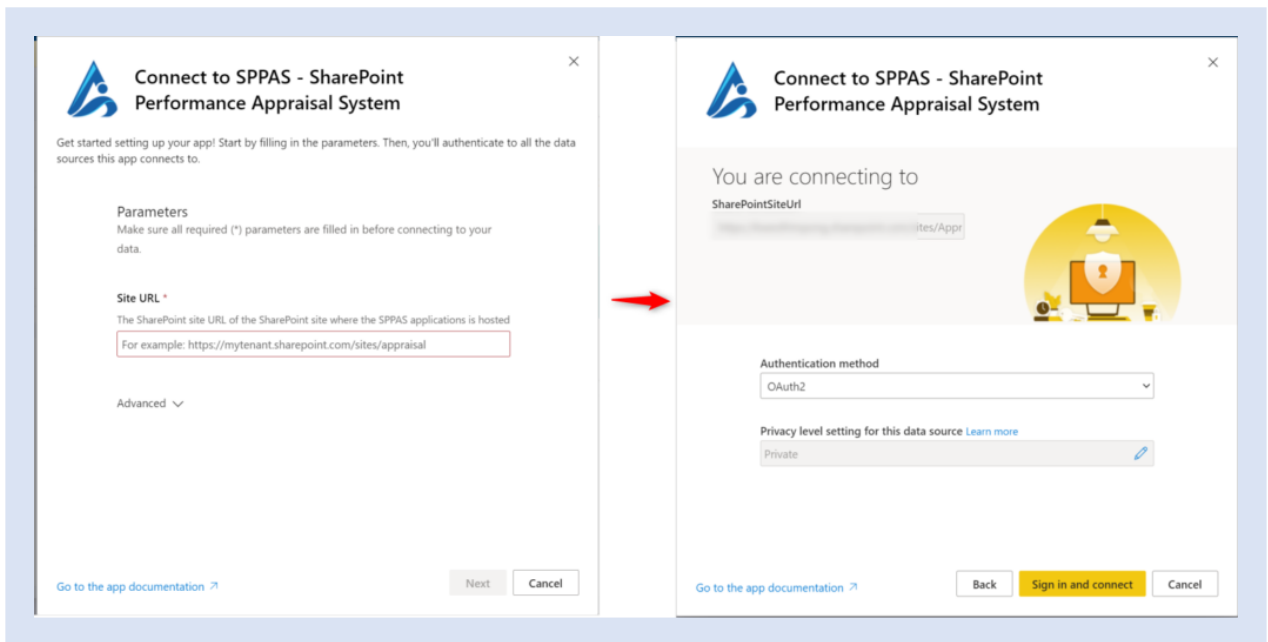 Connect to SPPAS - SharePoint
Performance Appraisal System
Get started setting up your app! Start by filling in the parameters. Then, you'll authenticate to all the data
sources this app connects to.
Parameters
Make sure all required (*) parameters are filled in before connecting to your
data.
Site URL *
The SharePoint site URL of the SharePoint site where the SPPAS applications is hosted
For example: https://mytenant.sharepoint.com/sites/appraisal
Advanced
Go to the app documentation
Next
Cancel
Connect to SPPAS - SharePoint
Performance Appraisal System
You are connecting to
SharePointSiteUrl
ites/Appr
Authentication method
OAuth2
Privacy level setting for this data source Learn more
Private
Go to the app documentation
Back
Sign in and connect
Cancel